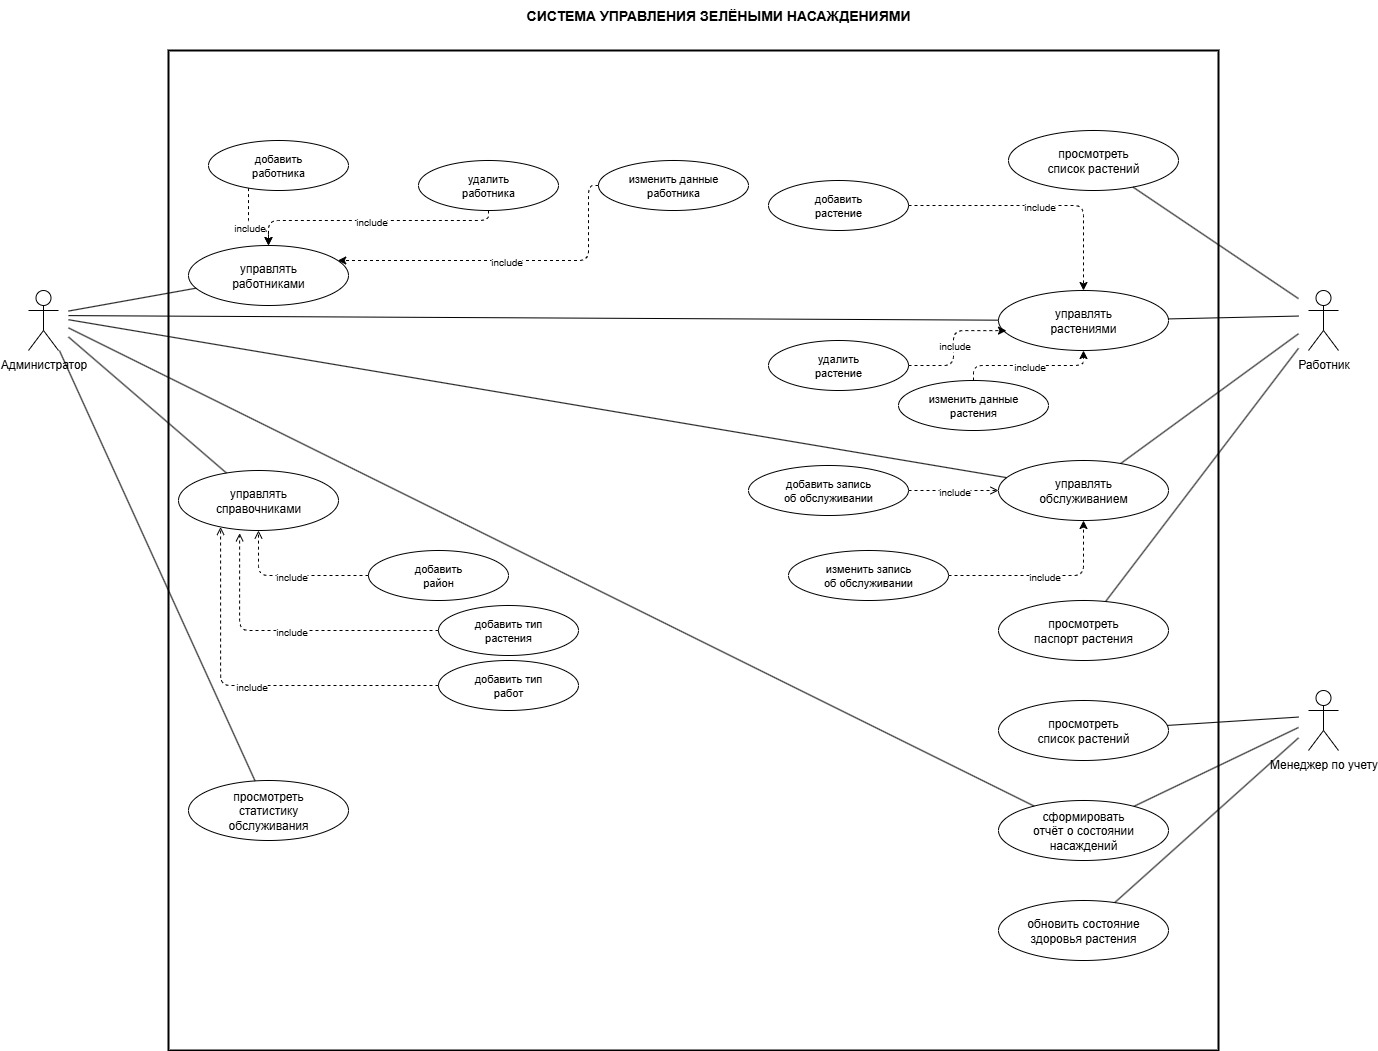 СИСТЕМА УПРАВЛЕНИЯ ЗЕЛЁНЫМИ НАСАЖДЕНИЯМИ
добавить
работника
удалить
работника
изменить данные
работника
include
include
include
управлять
работниками
добавить
растение
include
просмотреть
список растений
управлять
растениями
удалить
растение
include
изменить данные
растения
include
Администратор
Работник
управлять
справочниками
добавить
район
include
добавить тип
растения
include
добавить тип
работ
include
добавить запись
об обслуживании
include
управлять
обслуживанием
изменить запись
об обслуживании
include
просмотреть
паспорт растения
просмотреть
список растений
Менеджер по учету
просмотреть
статистику
обслуживания
сформировать
отчёт о состоянии
насаждений
обновить состояние
здоровья растения